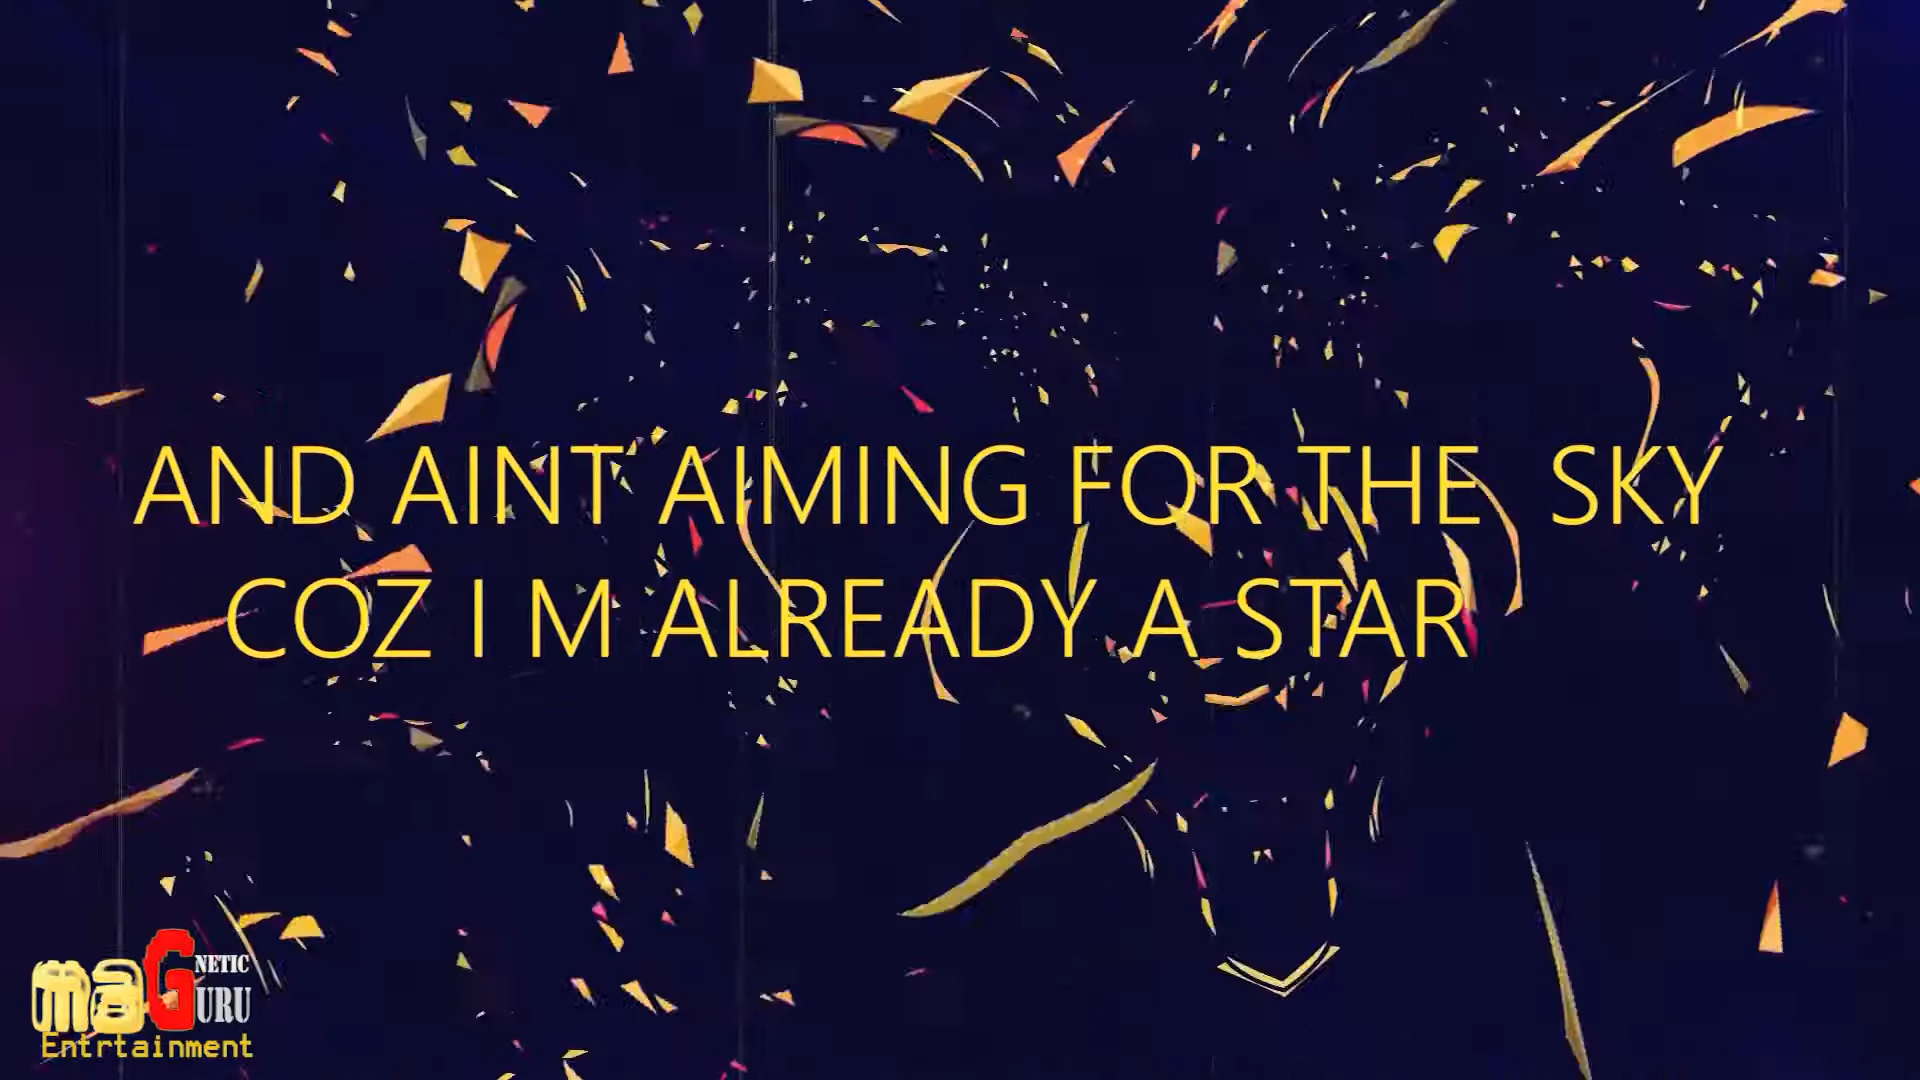 AND AINT AIMING FOR THE SKY
COZ I M ALREADY A STAR
maGNETIC
GURU
Entrtainment